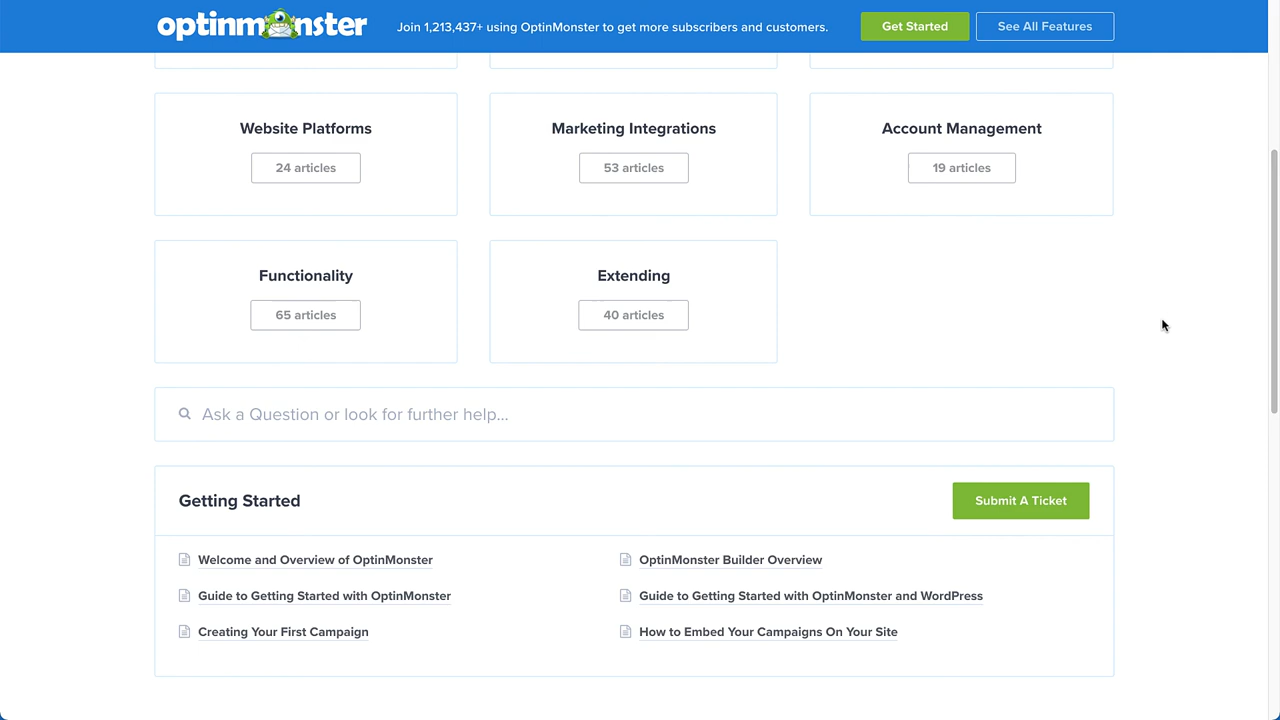 optinmonster
Join 1,213,437+ using OptinMonster to get more subscribers and customers.
Get Started
See All Features
Website Platforms
24 articles
Marketing Integrations
53 articles
Account Management
19 articles
Functionality
65 articles
Extending
40 articles
Ask a Question or look for further help...
Getting Started
Submit A Ticket
Welcome and Overview of OptinMonster
OptinMonster Builder Overview
Guide to Getting Started with OptinMonster
Guide to Getting Started with OptinMonster and WordPress
Creating Your First Campaign
How to Embed Your Campaigns On Your Site